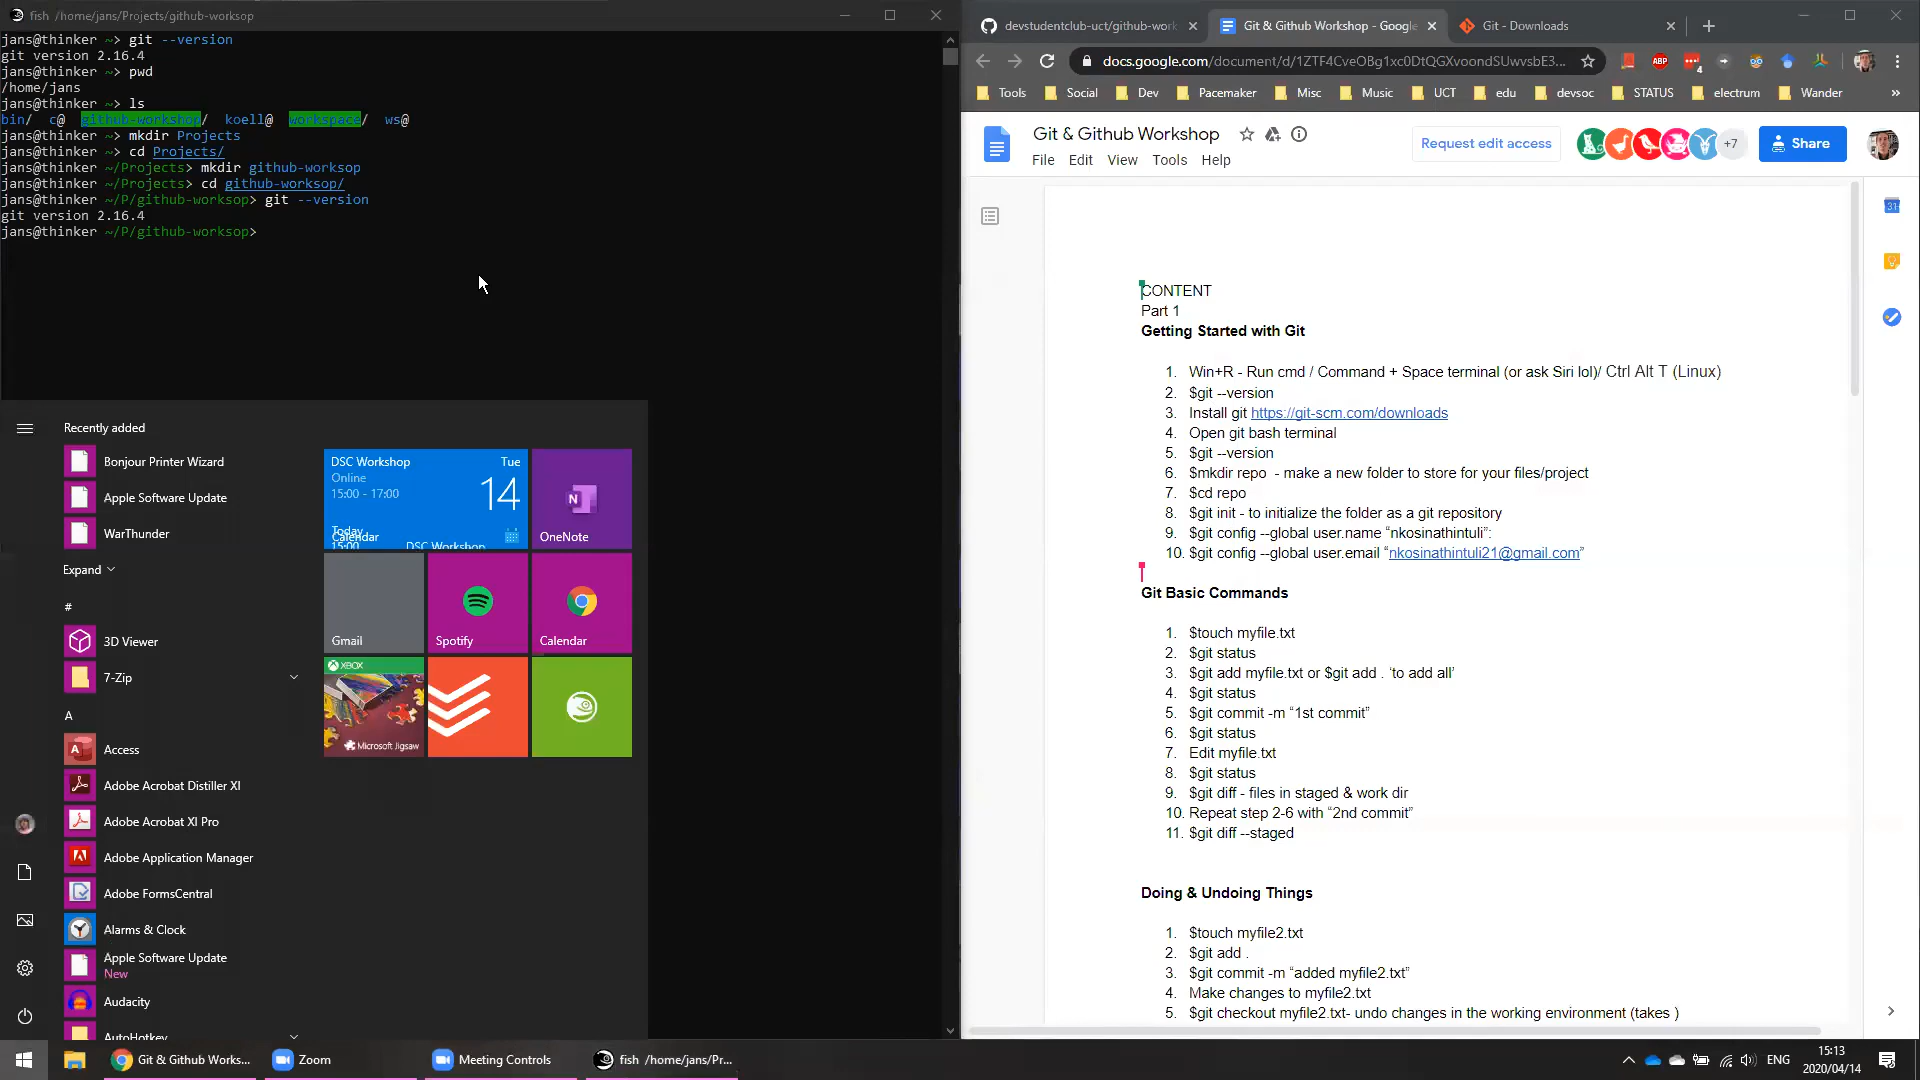 fish /home/jans/Projects/github-worksop
jans@thinker ~> git --version
git version 2.16.4
jans@thinker ~> pwd
/home/jans
jans@thinker ~> ls
bin/ c@ github-workshop/ koell@ workspace/ ws@
jans@thinker ~> mkdir Projects
jans@thinker ~> cd Projects/
jans@thinker ~/Projects> mkdir github-worksop
jans@thinker ~/Projects> cd github-worksop/
jans@thinker ~/P/github-worksop> git --version
git version 2.16.4
jans@thinker ~/P/github-worksop>
Recently added
Bonjour Printer Wizard
Apple Software Update
WarThunder
Expand
#
3D Viewer
7-Zip
A
Access
Adobe Acrobat Distiller XI
Adobe Acrobat XI Pro
Adobe Application Manager
Adobe FormsCentral
Alarms & Clock
Apple Software Update
New
Audacity
AutoHotkey
DSC Workshop
Online
15:00 - 17:00
Tue
14
Today
Calendar
15:00 DSC Workshop
OneNote
Gmail
Spotify
Calendar
XBOX
Microsoft Jigsaw
devstudentclub-uct/github-work
Git & Github Workshop - Google
Git - Downloads
docs.google.com/document/d/1ZTF4CveOBg1xc0DtQGXvoondSUwvsbE3...
ABP
4
Tools Social Dev Pacemaker Misc Music UCT edu devsoc STATUS electrum Wander »
Git & Github Workshop
File Edit View Tools Help
Request edit access
+7
Share
31
CONTENT
Part 1
Getting Started with Git
1. Win+R - Run cmd / Command + Space terminal (or ask Siri lol)/ Ctrl Alt T (Linux)
2. $git --version
3. Install git https://git-scm.com/downloads
4. Open git bash terminal
5. $git --version
6. $mkdir repo - make a new folder to store for your files/project
7. $cd repo
8. $git init - to initialize the folder as a git repository
9. $git config --global user.name “nkosinathintuli”:
10. $git config --global user.email “nkosinathintuli21@gmail.com”
Git Basic Commands
1. $touch myfile.txt
2. $git status
3. $git add myfile.txt or $git add . ‘to add all’
4. $git status
5. $git commit -m “1st commit”
6. $git status
7. Edit myfile.txt
8. $git status
9. $git diff - files in staged & work dir
10. Repeat step 2-6 with “2nd commit”
11. $git diff --staged
Doing & Undoing Things
1. $touch myfile2.txt
2. $git add .
3. $git commit -m “added myfile2.txt”
4. Make changes to myfile2.txt
5. $git checkout myfile2.txt- undo changes in the working environment (takes )
Git & Github Works...
Zoom
Meeting Controls
fish /home/jans/Pr...
ENG
15:13
2020/04/14